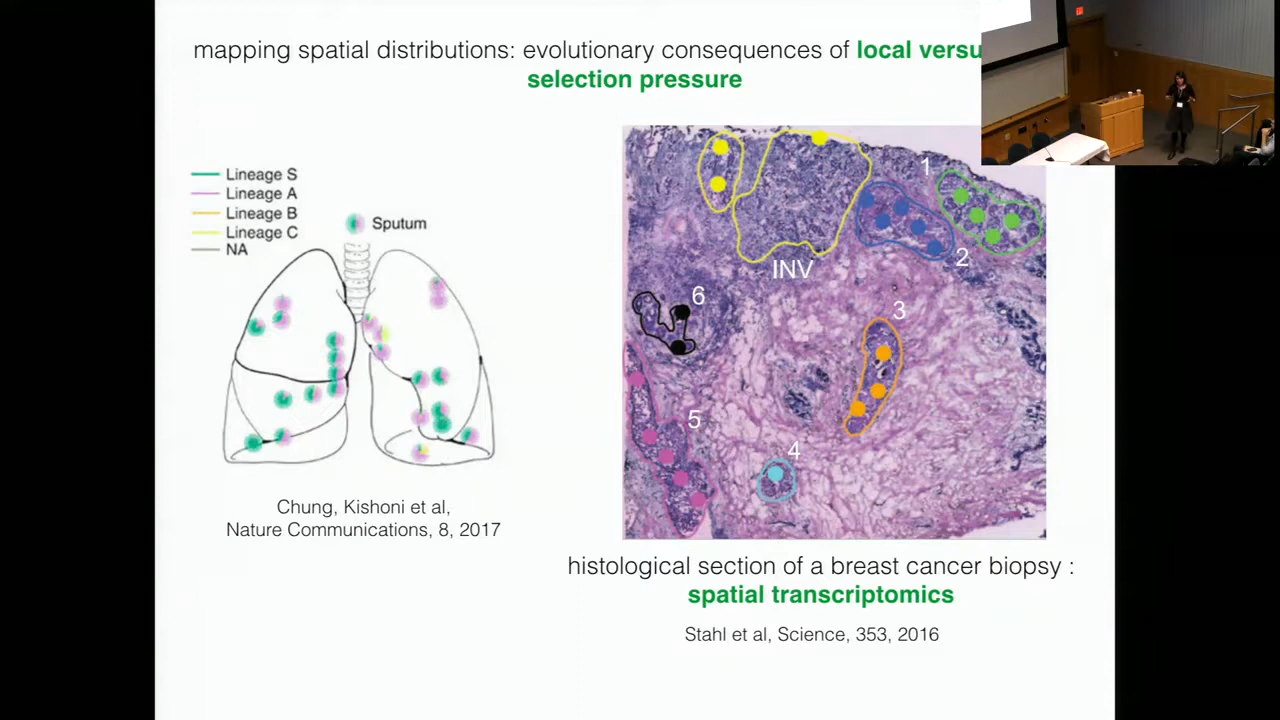 mapping spatial distributions: evolutionary consequences of local versu
selection pressure
Lineage S
Lineage A
Lineage B
Lineage C
NA
Sputum
Chung, Kishoni et al,
Nature Communications, 8, 2017
1
2
INV
6
3
5
4
histological section of a breast cancer biopsy :
spatial transcriptomics
Stahl et al, Science, 353, 2016